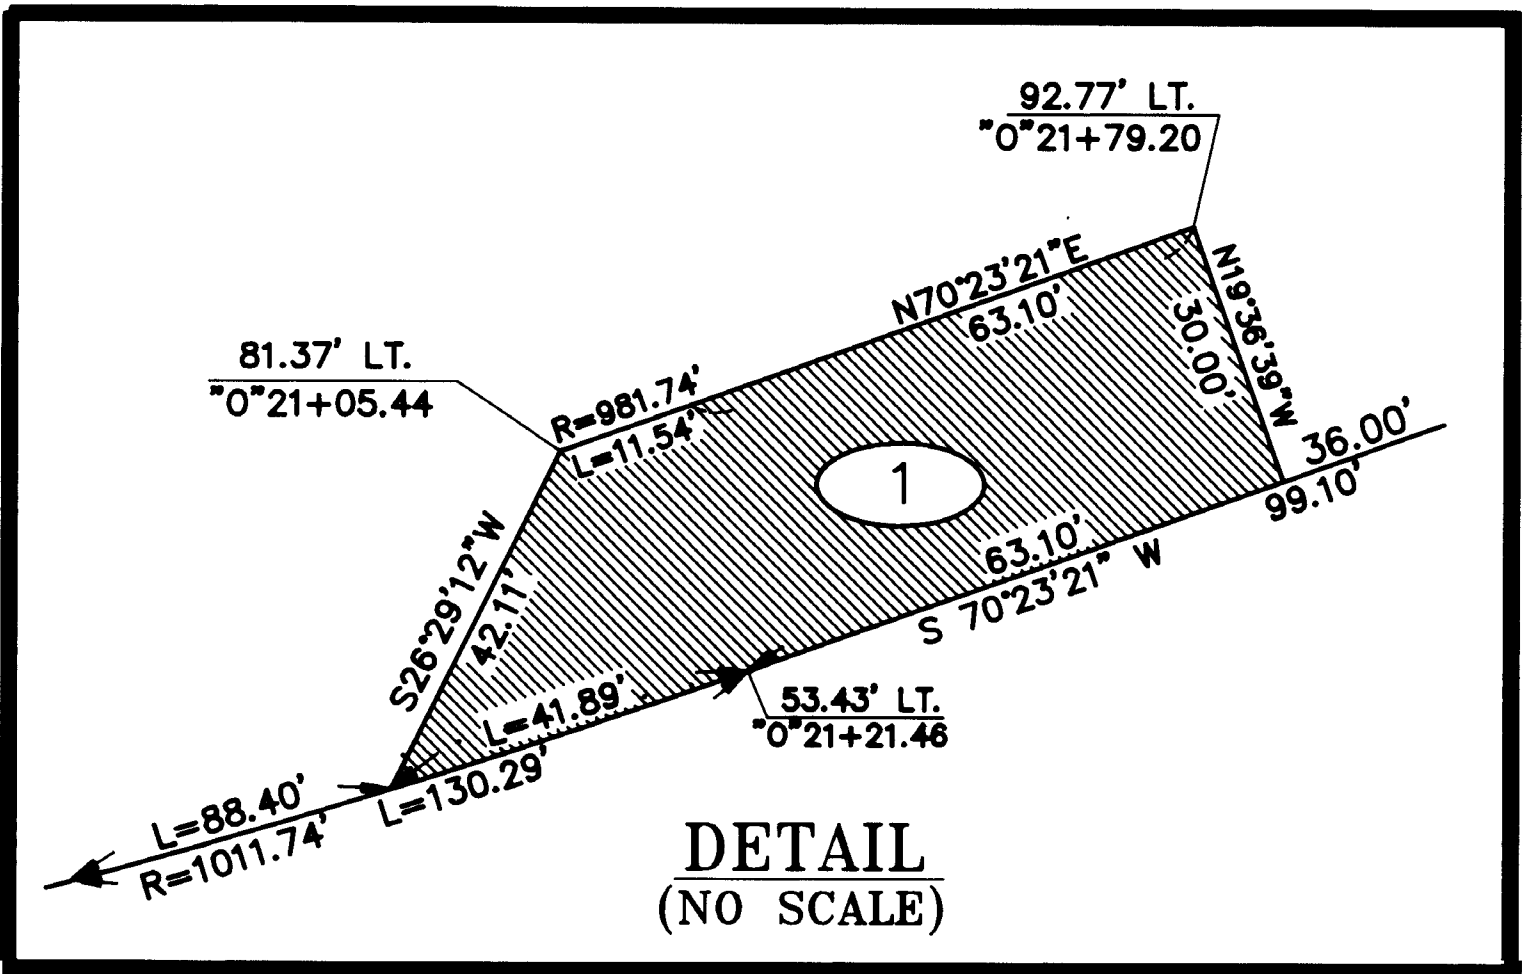 92.77' LT.
"O"21+79.20
N70°23'21"E
63.10'
N19°36'39"W
30.00'
81.37' LT.
"O"21+05.44
R=981.74'
L=11.54'
1
36.00'
99.10'
S26°29'12"W
42.11'
63.10'
S 70°23'21" W
L=41.89'
53.43' LT.
"O"21+21.46
L=130.29'
L=88.40'
R=1011.74'
DETAIL
(NO SCALE)